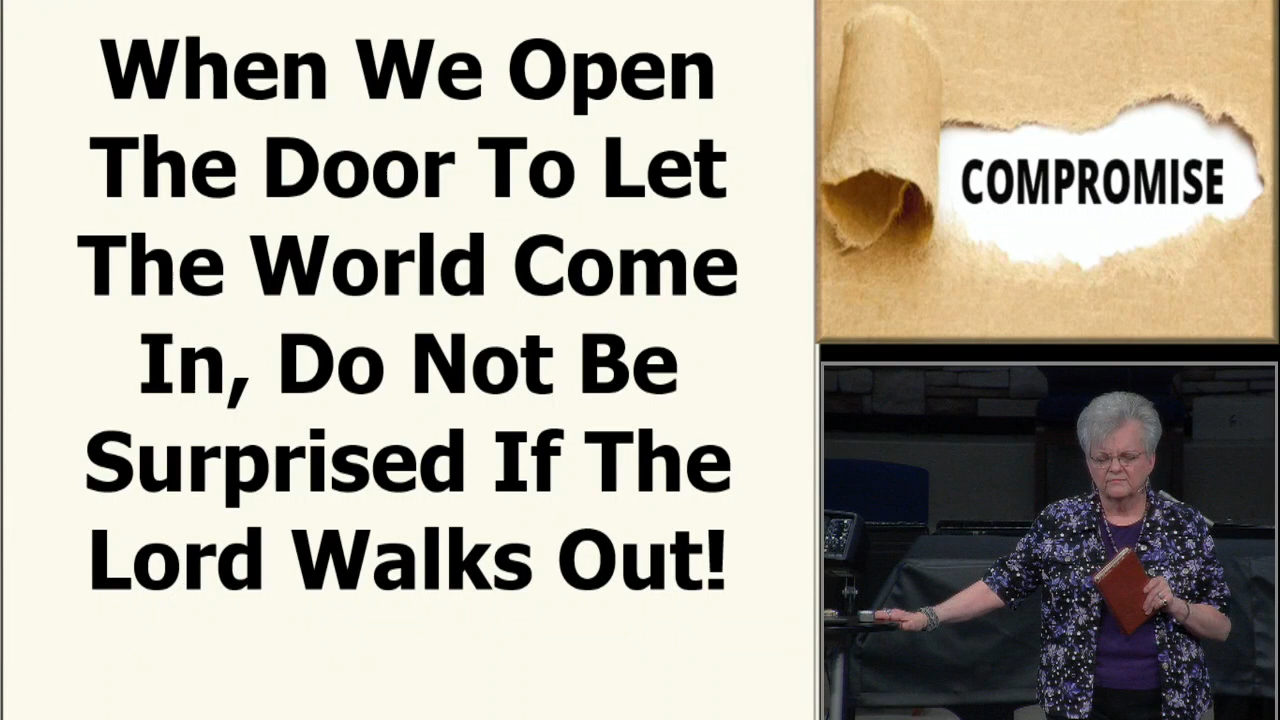 When We Open
The Door To Let
The World Come
In, Do Not Be
Surprised If The
Lord Walks Out!
COMPROMISE